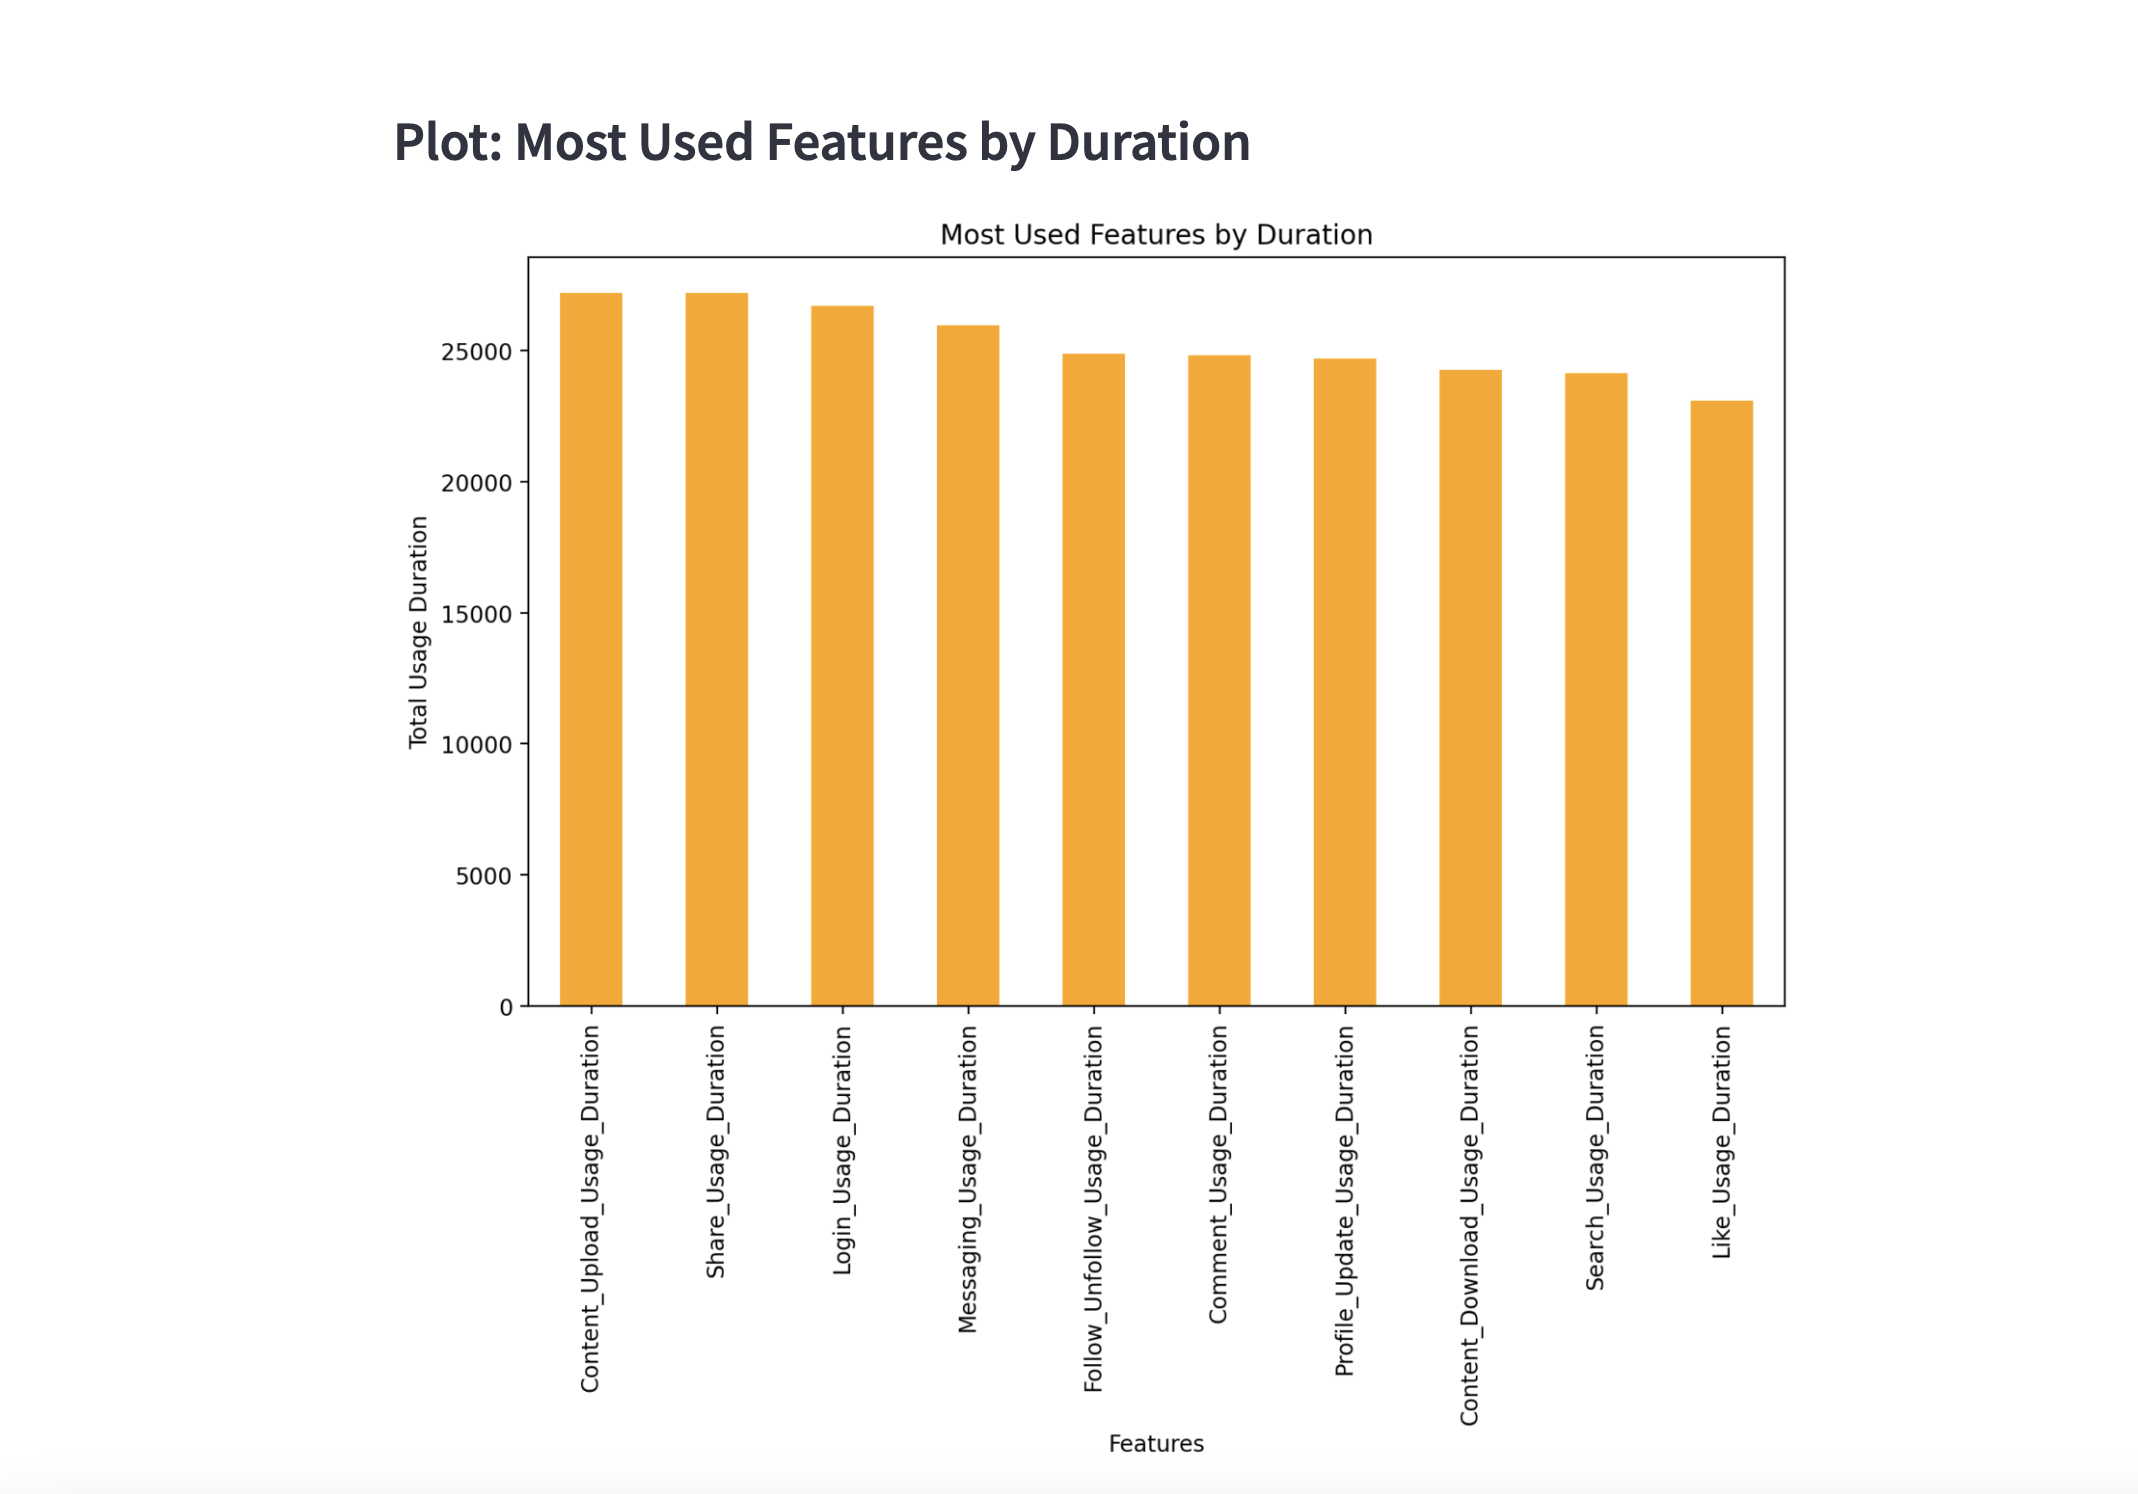 Plot: Most Used Features by Duration
Most Used Features by Duration
Total Usage Duration
25000
20000
15000
10000
5000
0
Content_Upload_Usage_Duration
Share_Usage_Duration
Login_Usage_Duration
Messaging_Usage_Duration
Follow_Unfollow_Usage_Duration
Comment_Usage_Duration
Profile_Update_Usage_Duration
Content_Download_Usage_Duration
Search_Usage_Duration
Like_Usage_Duration
Features